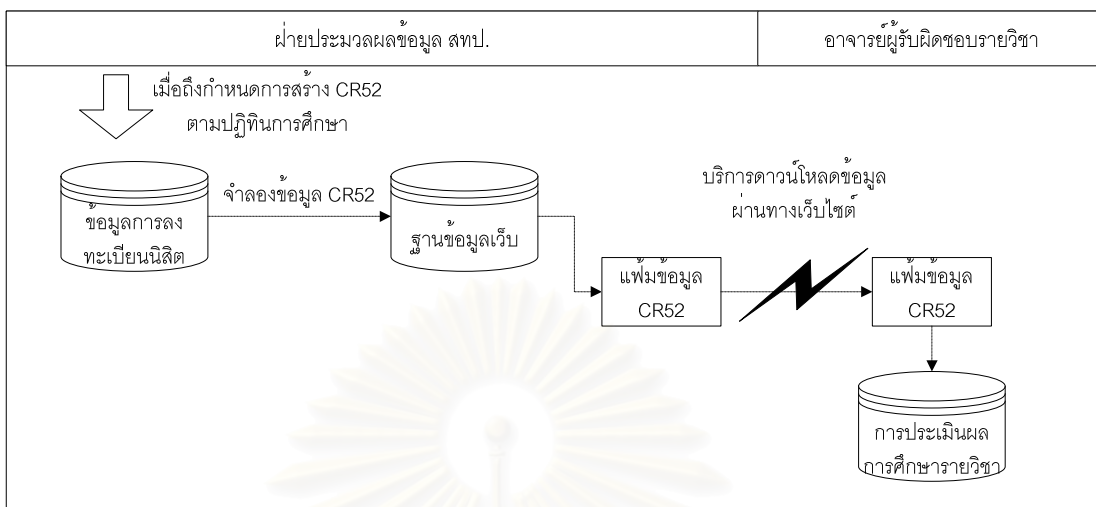 ฝ่ายประมวลผลข้อมูล สทป.
อาจารย์ผู้รับผิดชอบรายวิชา
เมื่อถึงกำหนดการสร้าง CR52
ตามปฏิทินการศึกษา
ข้อมูลการลง
ทะเบียนนิสิต
จำลองข้อมูล CR52
ฐานข้อมูลเว็บ
บริการดาวน์โหลดข้อมูล
ผ่านทางเว็บไซต์
แฟ้มข้อมูล
CR52
แฟ้มข้อมูล
CR52
การประเมินผล
การศึกษารายวิชา